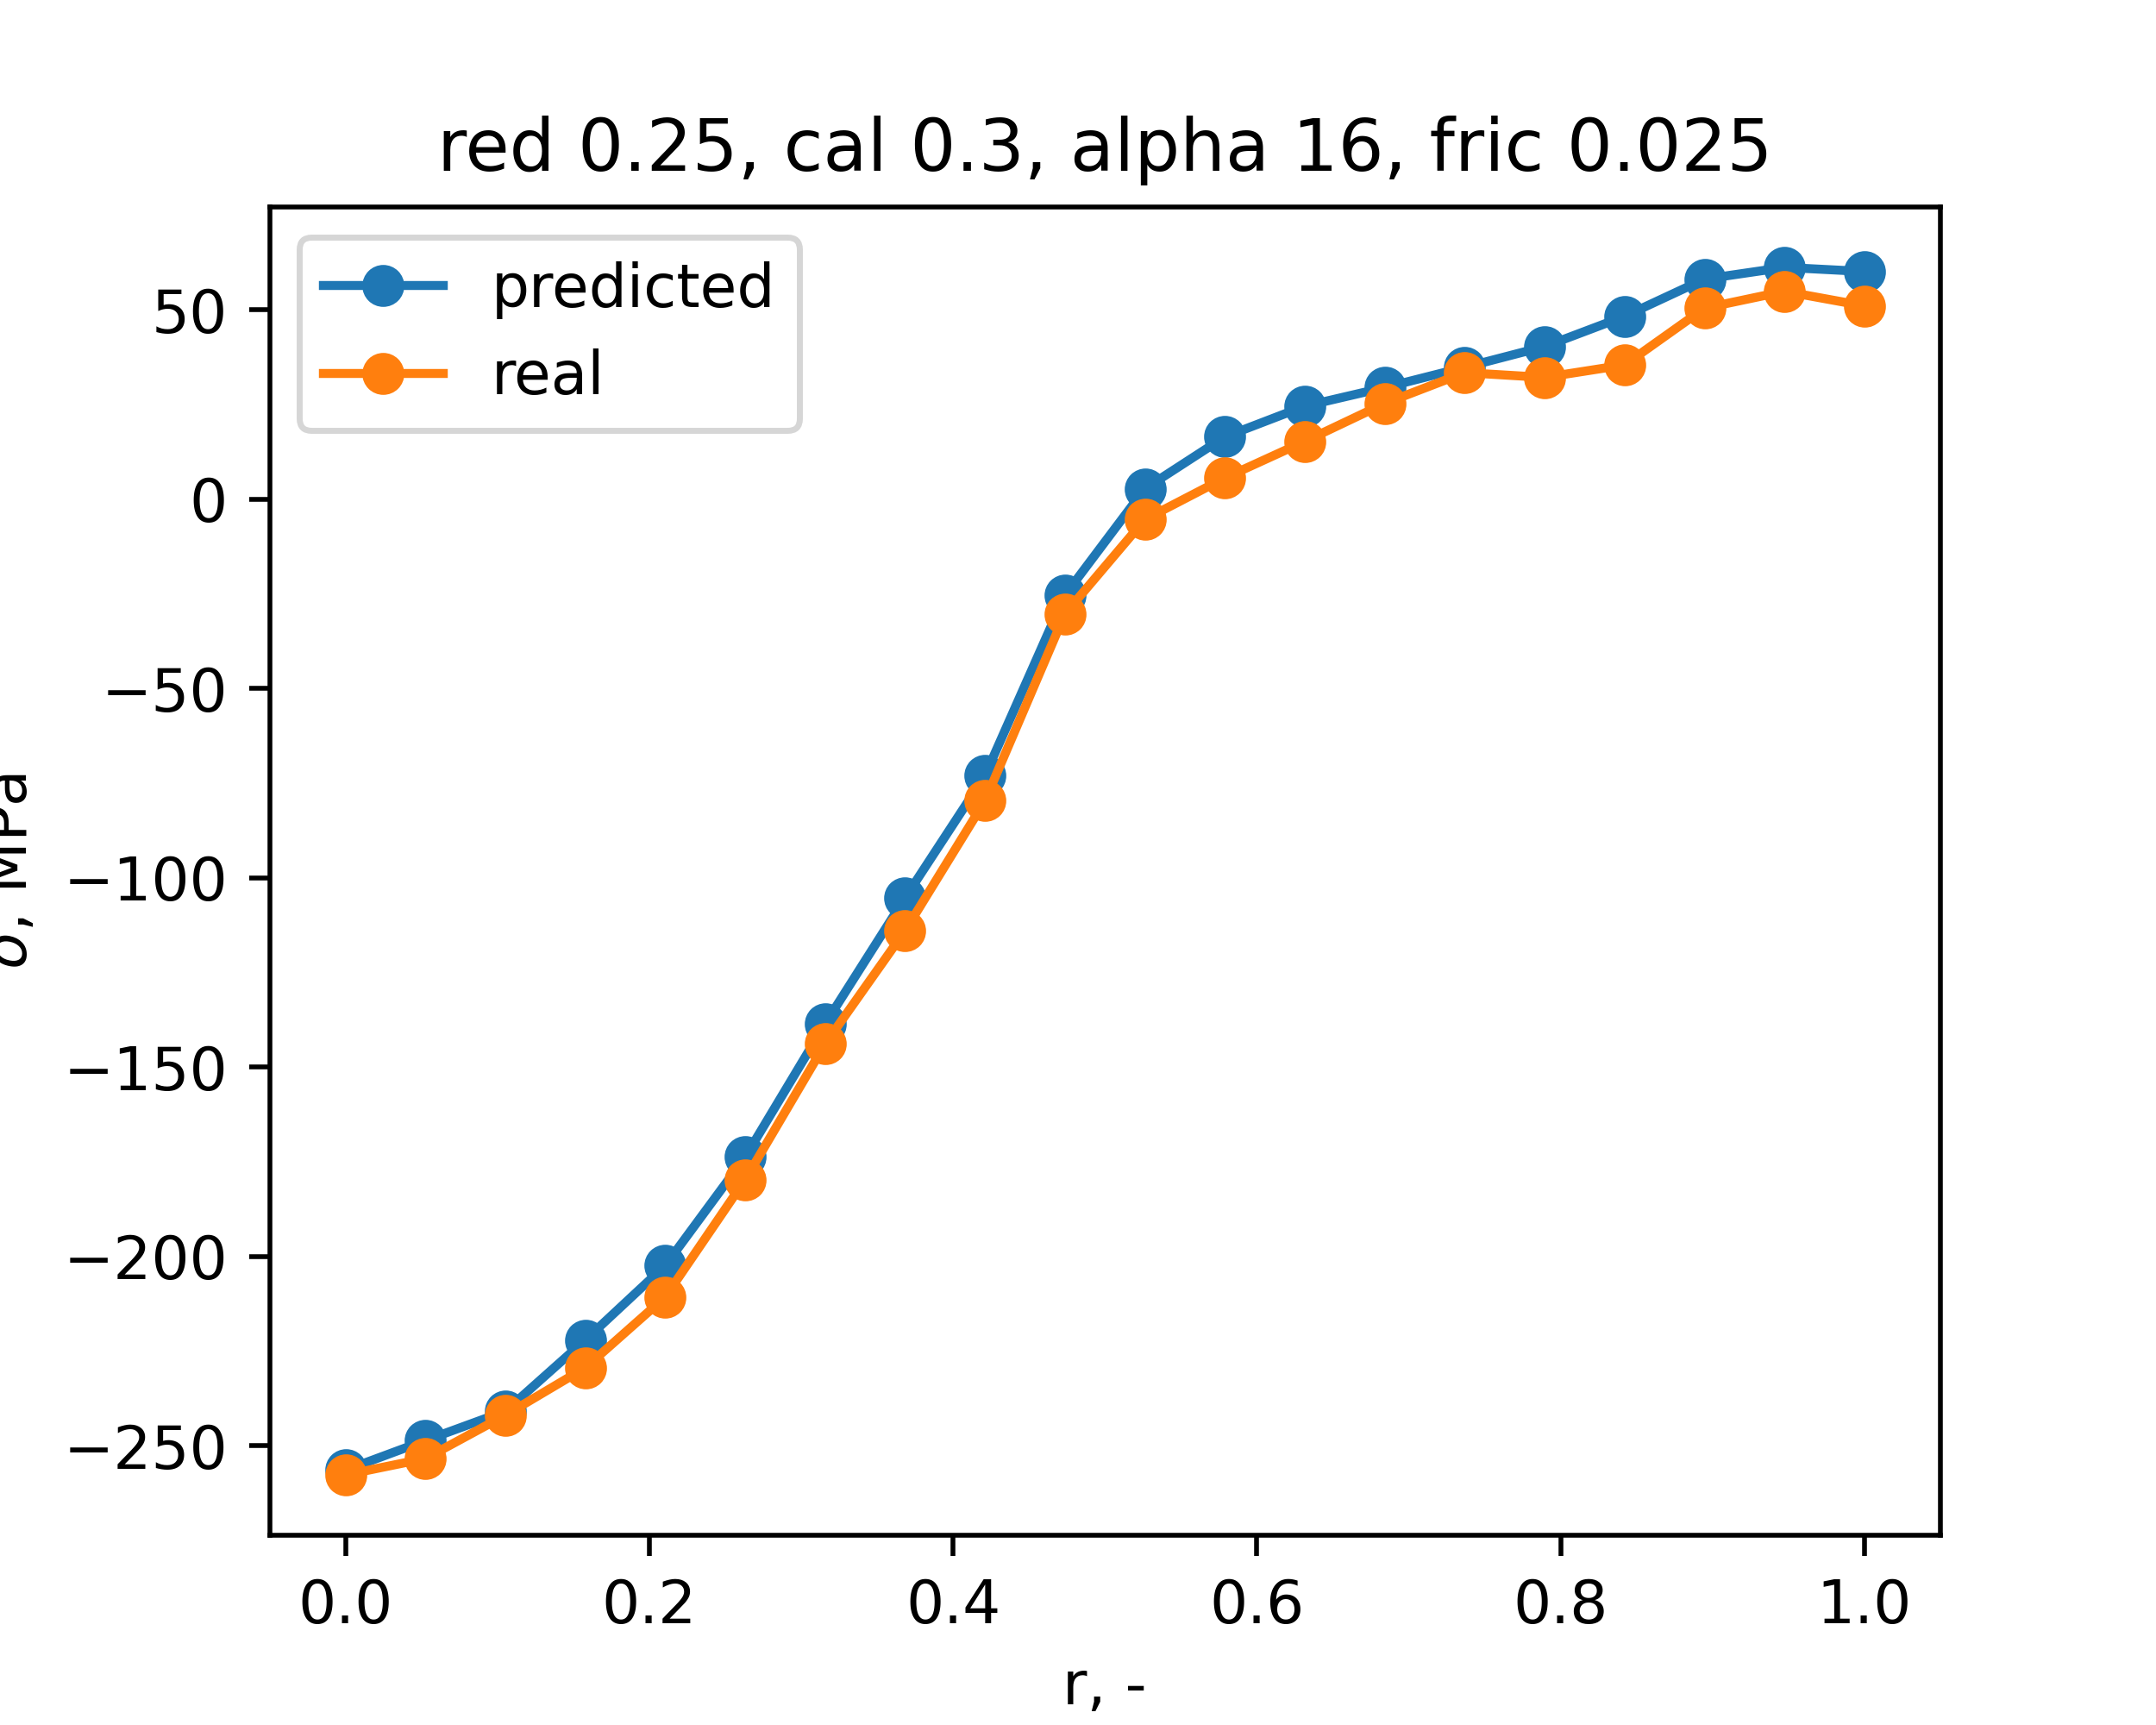 red 0.25, cal 0.3, alpha 16, fric 0.025
predicted
real
50
0
−50
−100
−150
−200
−250
σ, MPa
0.0 0.2 0.4 0.6 0.8 1.0
r, -